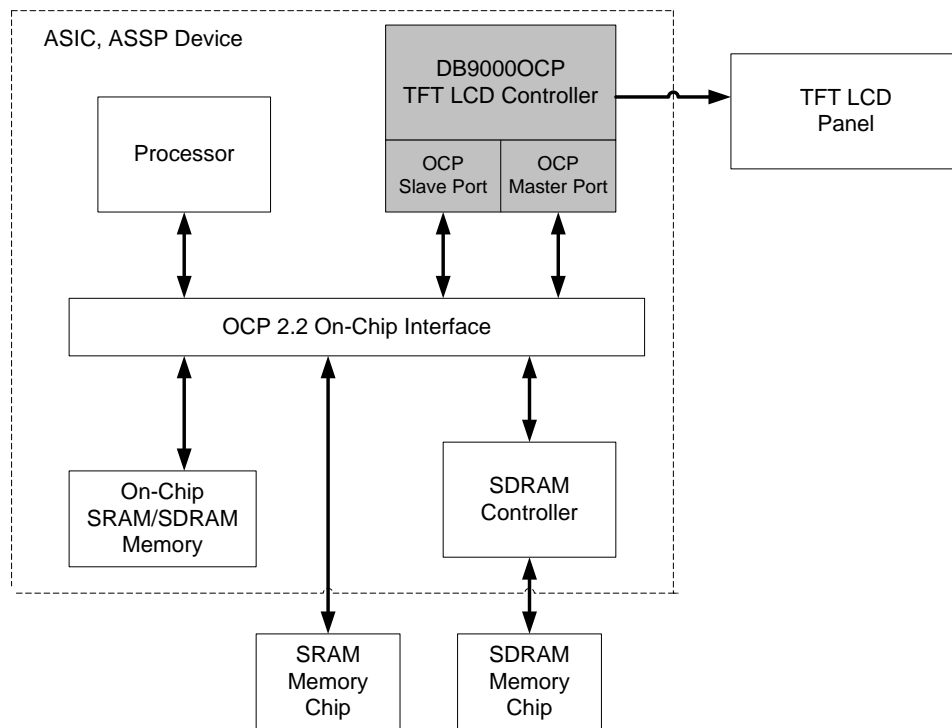 ASIC, ASSP Device
DB9000OCP
TFT LCD Controller
OCP
Slave Port
OCP
Master Port
TFT LCD
Panel
Processor
OCP 2.2 On-Chip Interface
On-Chip
SRAM/SDRAM
Memory
SDRAM
Controller
SRAM
Memory
Chip
SDRAM
Memory
Chip